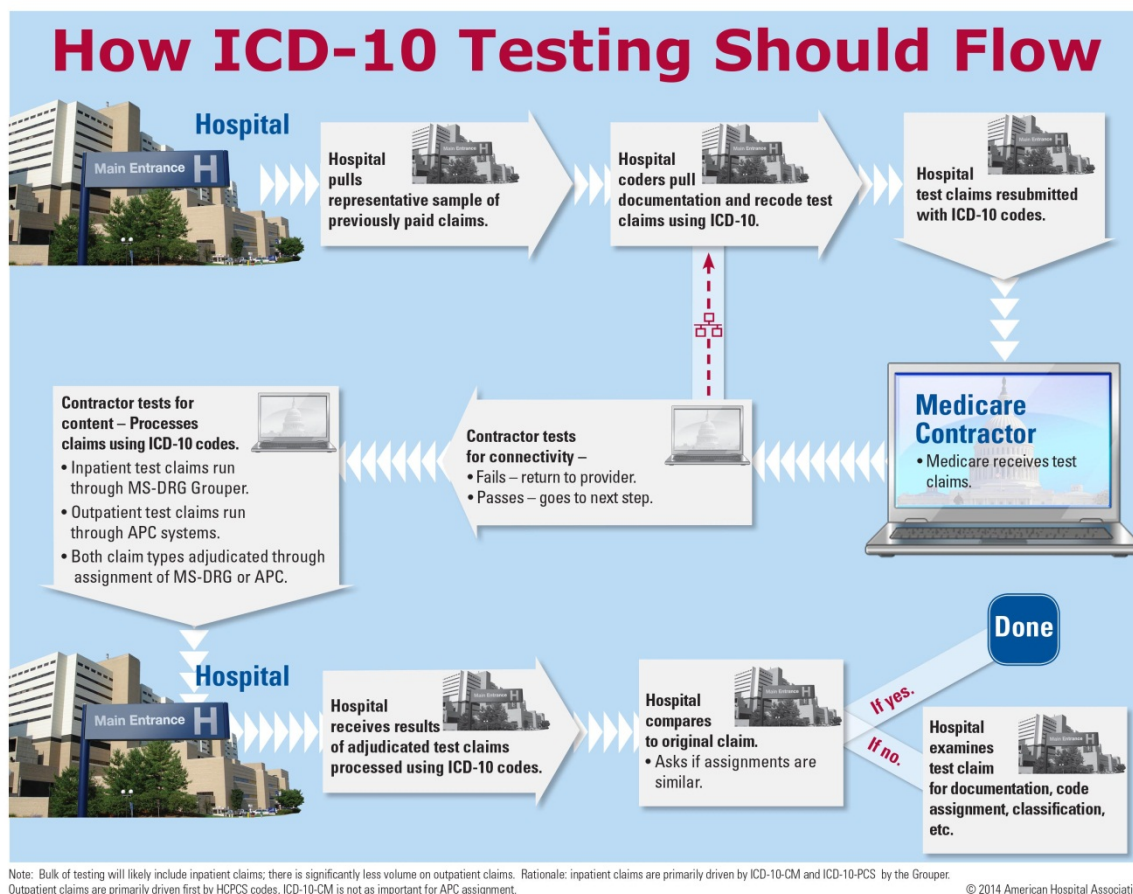 How ICD-10 Testing Should Flow
Hospital
Main Entrance H
Hospital
pulls
representative sample of
previously paid claims.
Hospital
coders pull
documentation and recode test
claims using ICD-10.
Hospital
test claims resubmitted
with ICD-10 codes.
Medicare
Contractor
• Medicare receives test
claims.
Contractor tests
for connectivity –
• Fails – return to provider.
• Passes – goes to next step.
Contractor tests for
content – Processes
claims using ICD-10 codes.
• Inpatient test claims run
through MS-DRG Grouper.
• Outpatient test claims run
through APC systems.
• Both claim types adjudicated through
assignment of MS-DRG or APC.
Hospital
Main Entrance H
Hospital
receives results
of adjudicated test claims
processed using ICD-10 codes.
Hospital
compares
to original claim.
• Asks if assignments are
similar.
If yes.
Done
If no.
Hospital
examines
test claim
for documentation, code
assignment, classification,
etc.
Note: Bulk of testing will likely include inpatient claims; there is significantly less volume on outpatient claims. Rationale: inpatient claims are primarily driven by ICD-10-CM and ICD-10-PCS by the Grouper.
Outpatient claims are primarily driven first by HCPCS codes. ICD-10-CM is not as important for APC assignment.
© 2014 American Hospital Associati